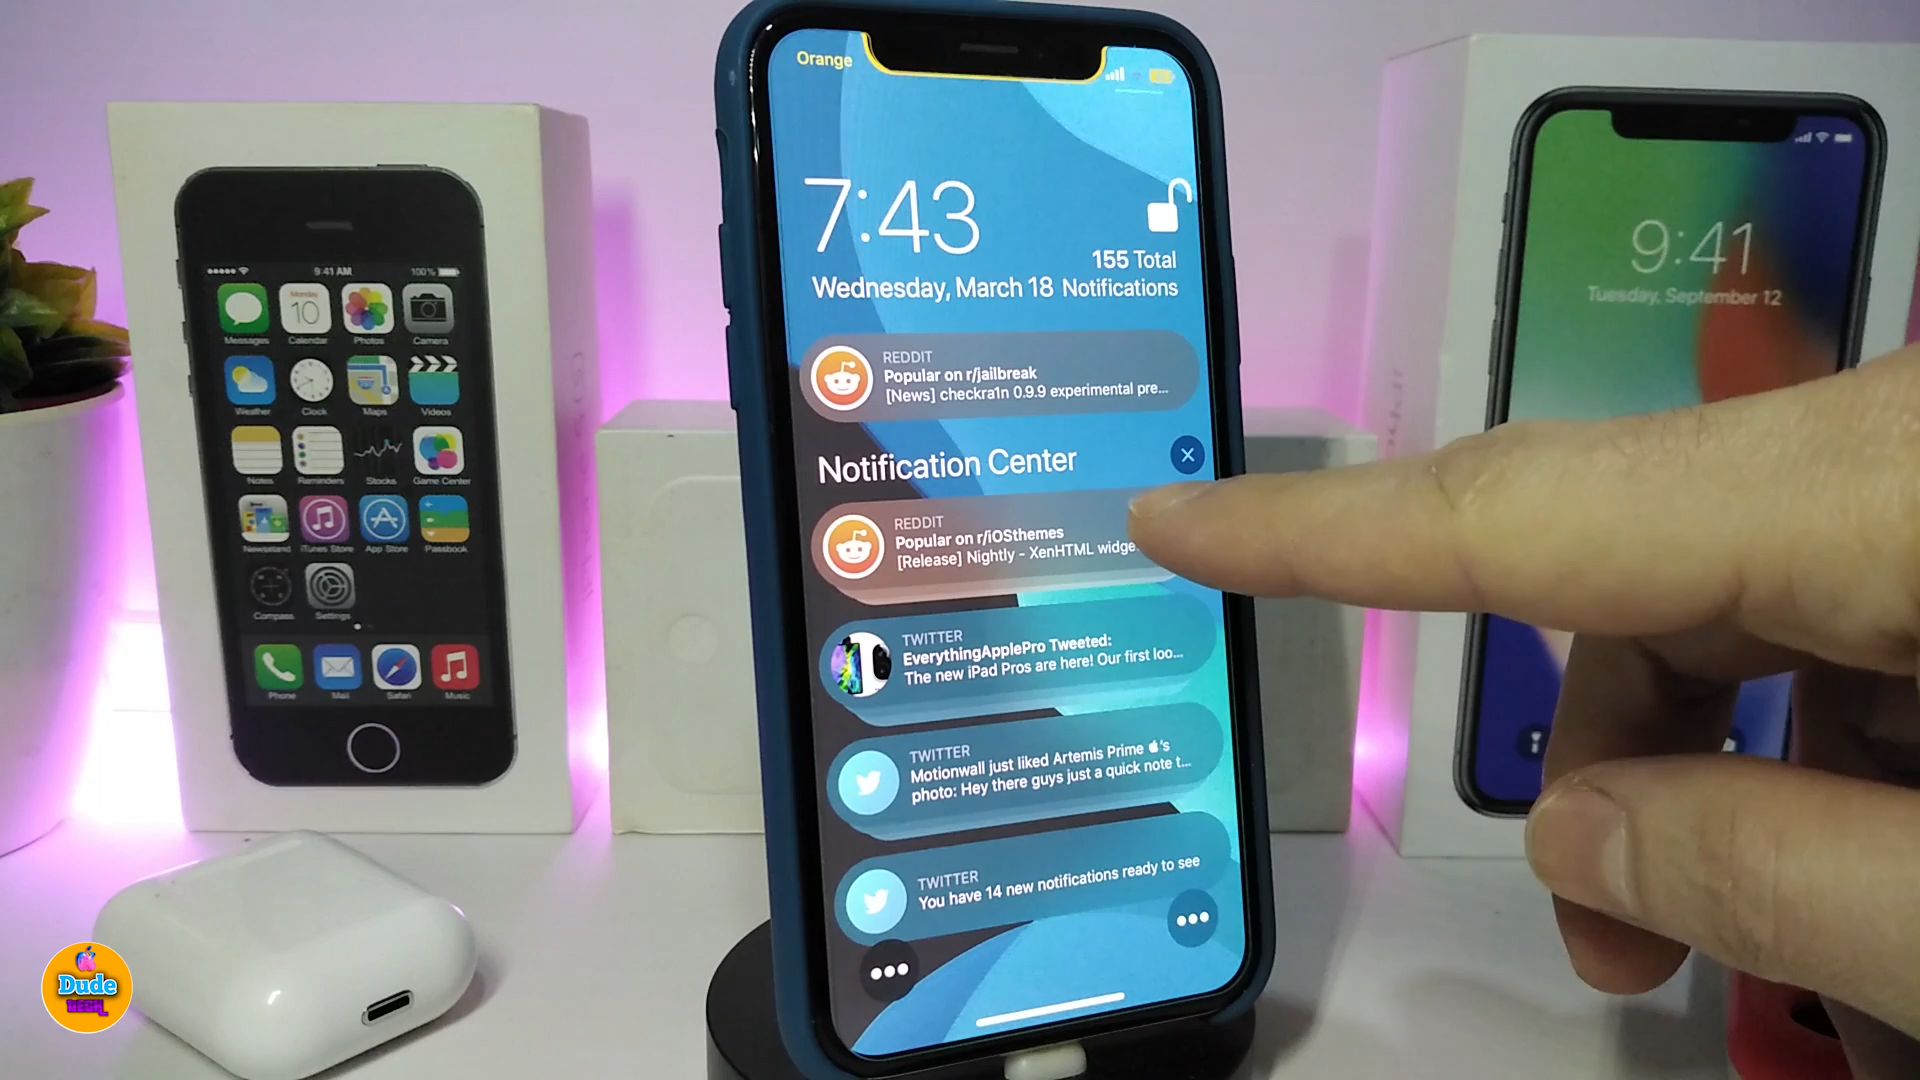 Orange
7:43
155 Total
Wednesday, March 18 Notifications
REDDIT
Popular on r/jailbreak
[News] checkra1n 0.9.9 experimental pre...
Notification Center
REDDIT
Popular on r/iOSthemes
[Release] Nightly - XenHTML widge
TWITTER
EverythingApplePro Tweeted:
The new iPad Pros are here! Our first loo...
TWITTER
Motionwall just liked Artemis Prime 's
photo: Hey there guys just a quick note t...
TWITTER
You have 14 new notifications ready to see
9:41 AM
100%
Monday
10
Messages
Calendar
Photos
Camera
Weather
Clock
Maps
Videos
Notes
Reminders
Stocks
Game Center
Newsstand
iTunes Store
App Store
Passbook
Compass
Settings
Phone
Mail
Safari
Music
9:41
Tuesday, September 12
Dude
TECH